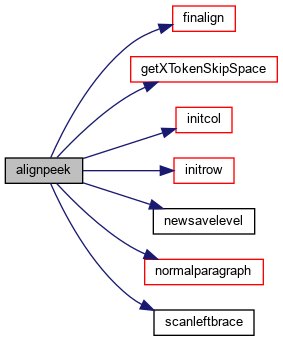 finalign
getXTokenSkipSpace
initcol
alignpeek
initrow
newsavelevel
normalparagraph
scanleftbrace